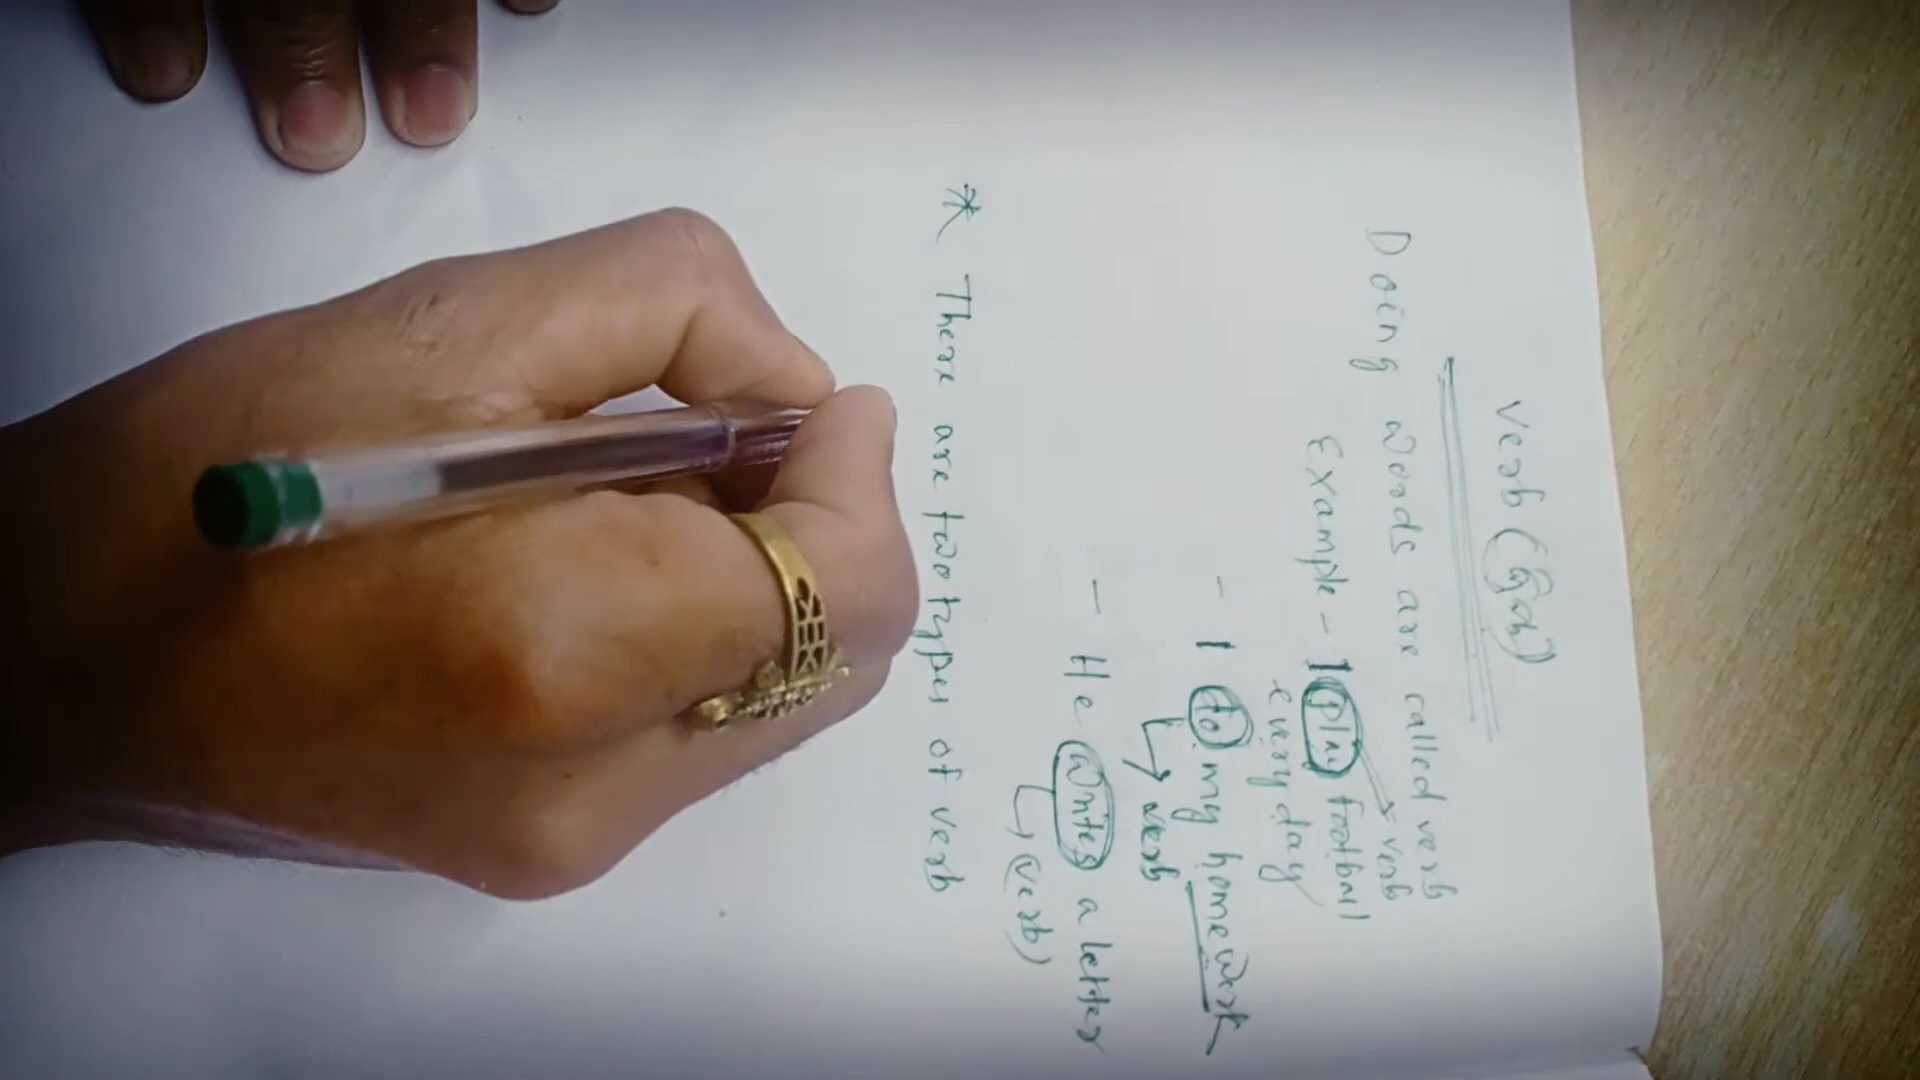 Verb
Doing words are called verb
→ verb
Example - I play football
every day
- I do my homework
→ verb
- He writes a letter
→ (verb)
* There are two types of verb